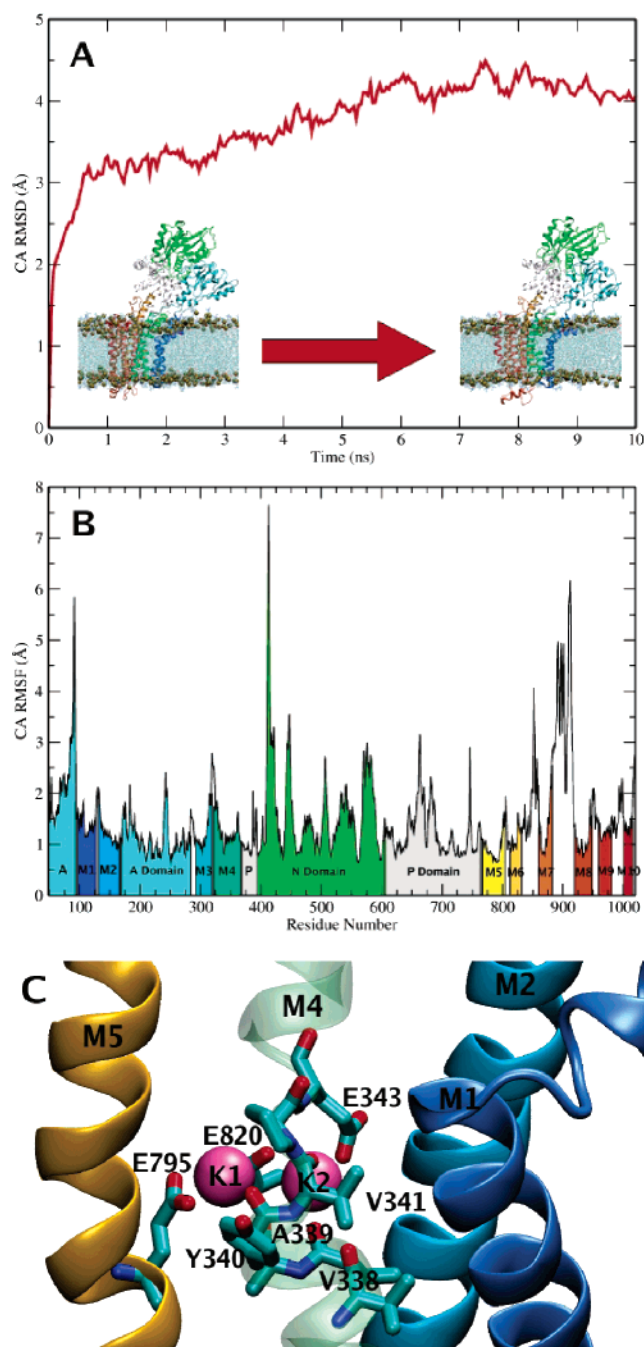 A
CA RMSD (Å)
5
4
3
2
1
0
0 1 2 3 4 5 6 7 8 9 10
Time (ns)
B
CA RMSF (Å)
8
7
6
5
4
3
2
1
0
A M1 M2 A Domain M3 M4 P N Domain P Domain M5 M6 M7 M8 M9 M10
100 200 300 400 500 600 700 800 900 1000
Residue Number
C
M5 M4 M2
E343 M1
E820
E795 K1 K2
V341
A339
Y340
V338